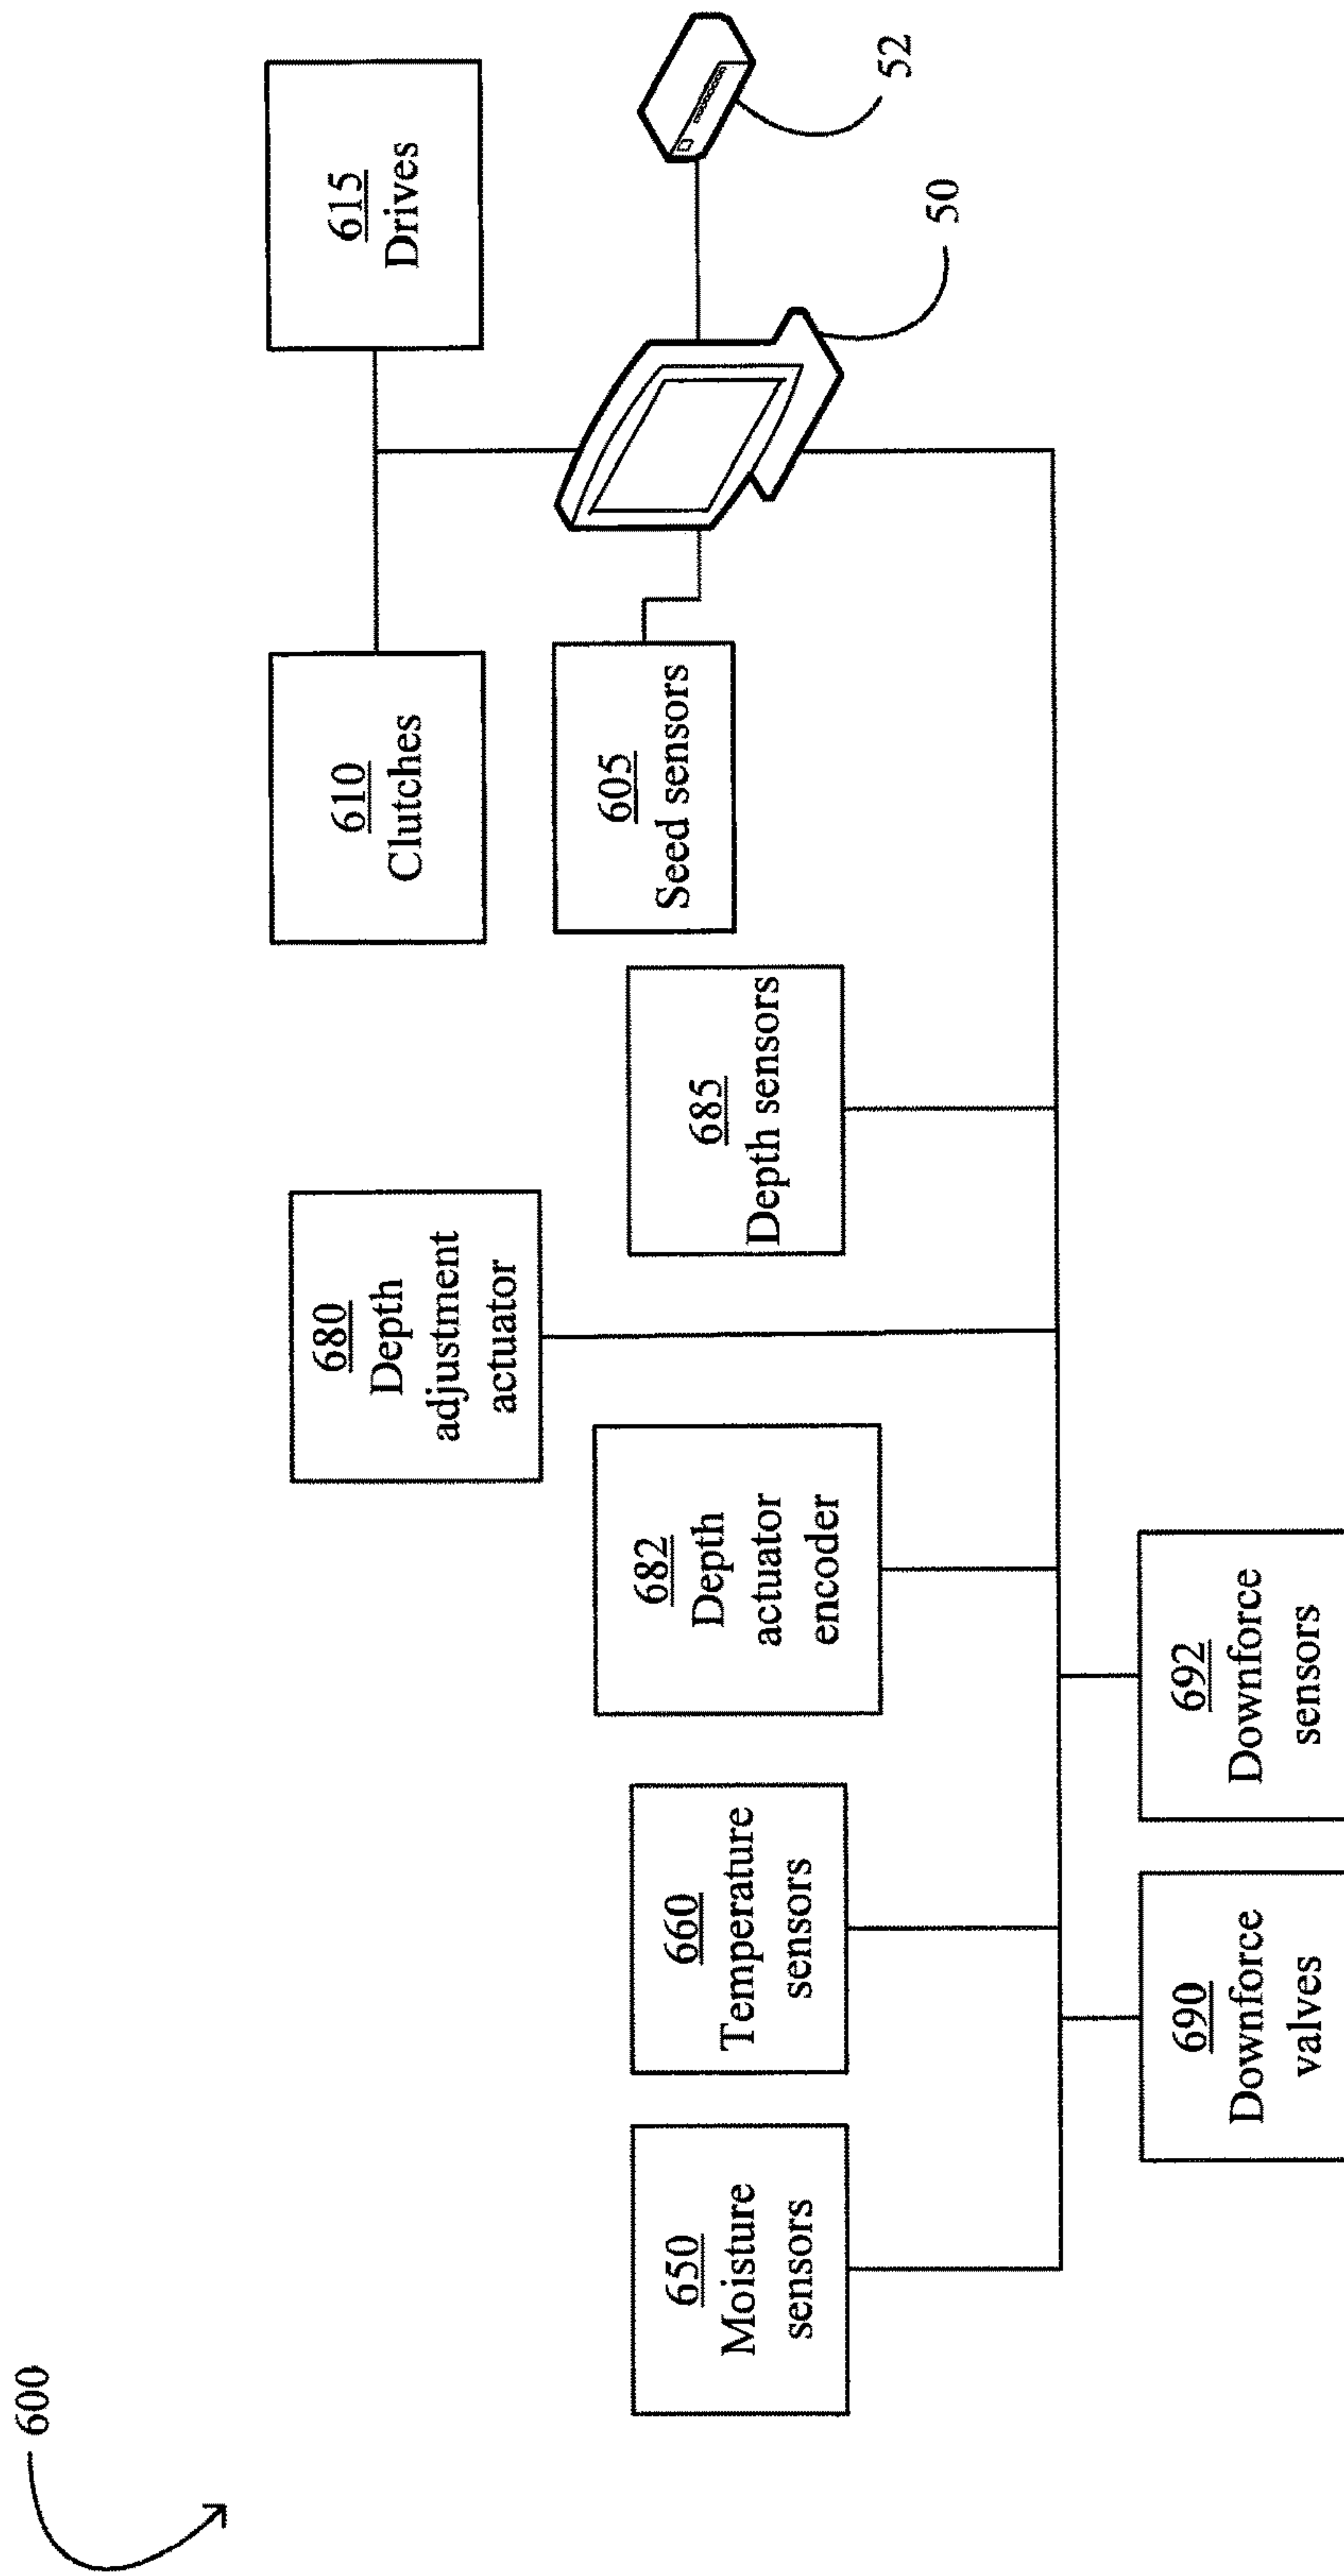 600
610
Clutches
615
Drives
680
Depth
adjustment
actuator
605
Seed sensors
52
682
Depth
actuator
encoder
650
Moisture
sensors
660
Temperature
sensors
685
Depth sensors
50
690
Downforce
valves
692
Downforce
sensors